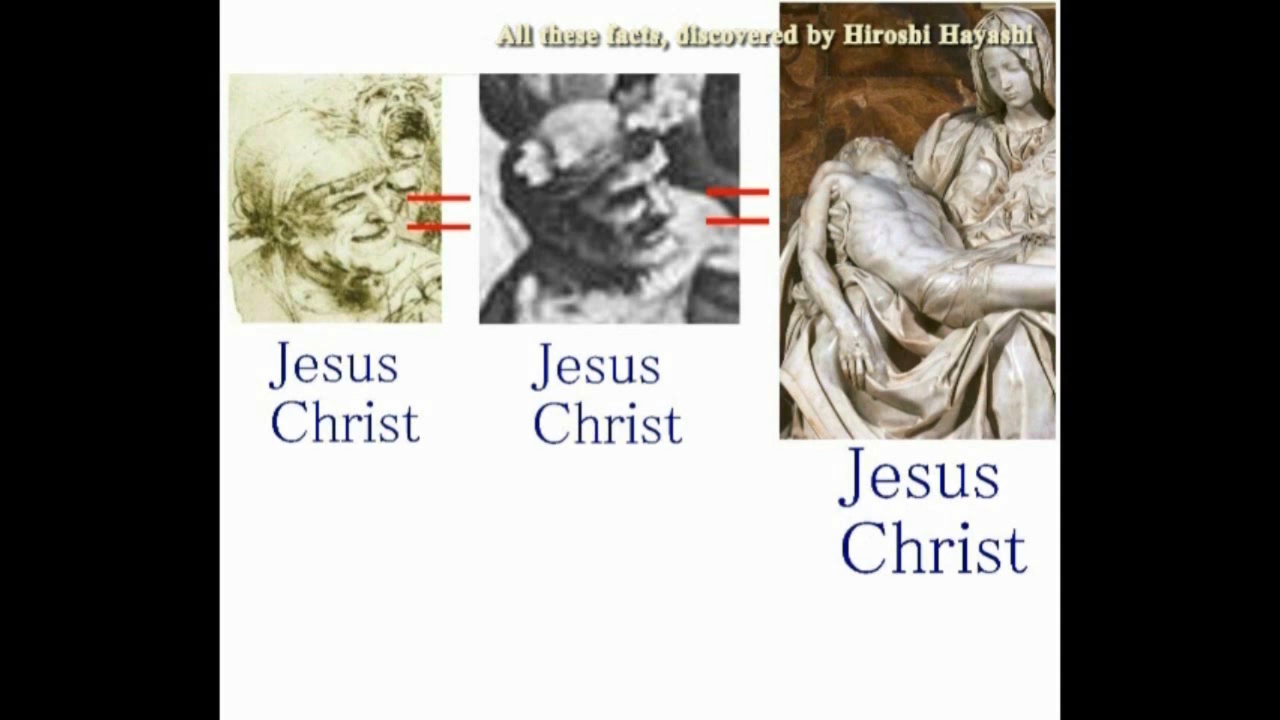 All these facts, discovered by Hiroshi Hayashi
Jesus
Christ
Jesus
Christ
Jesus
Christ